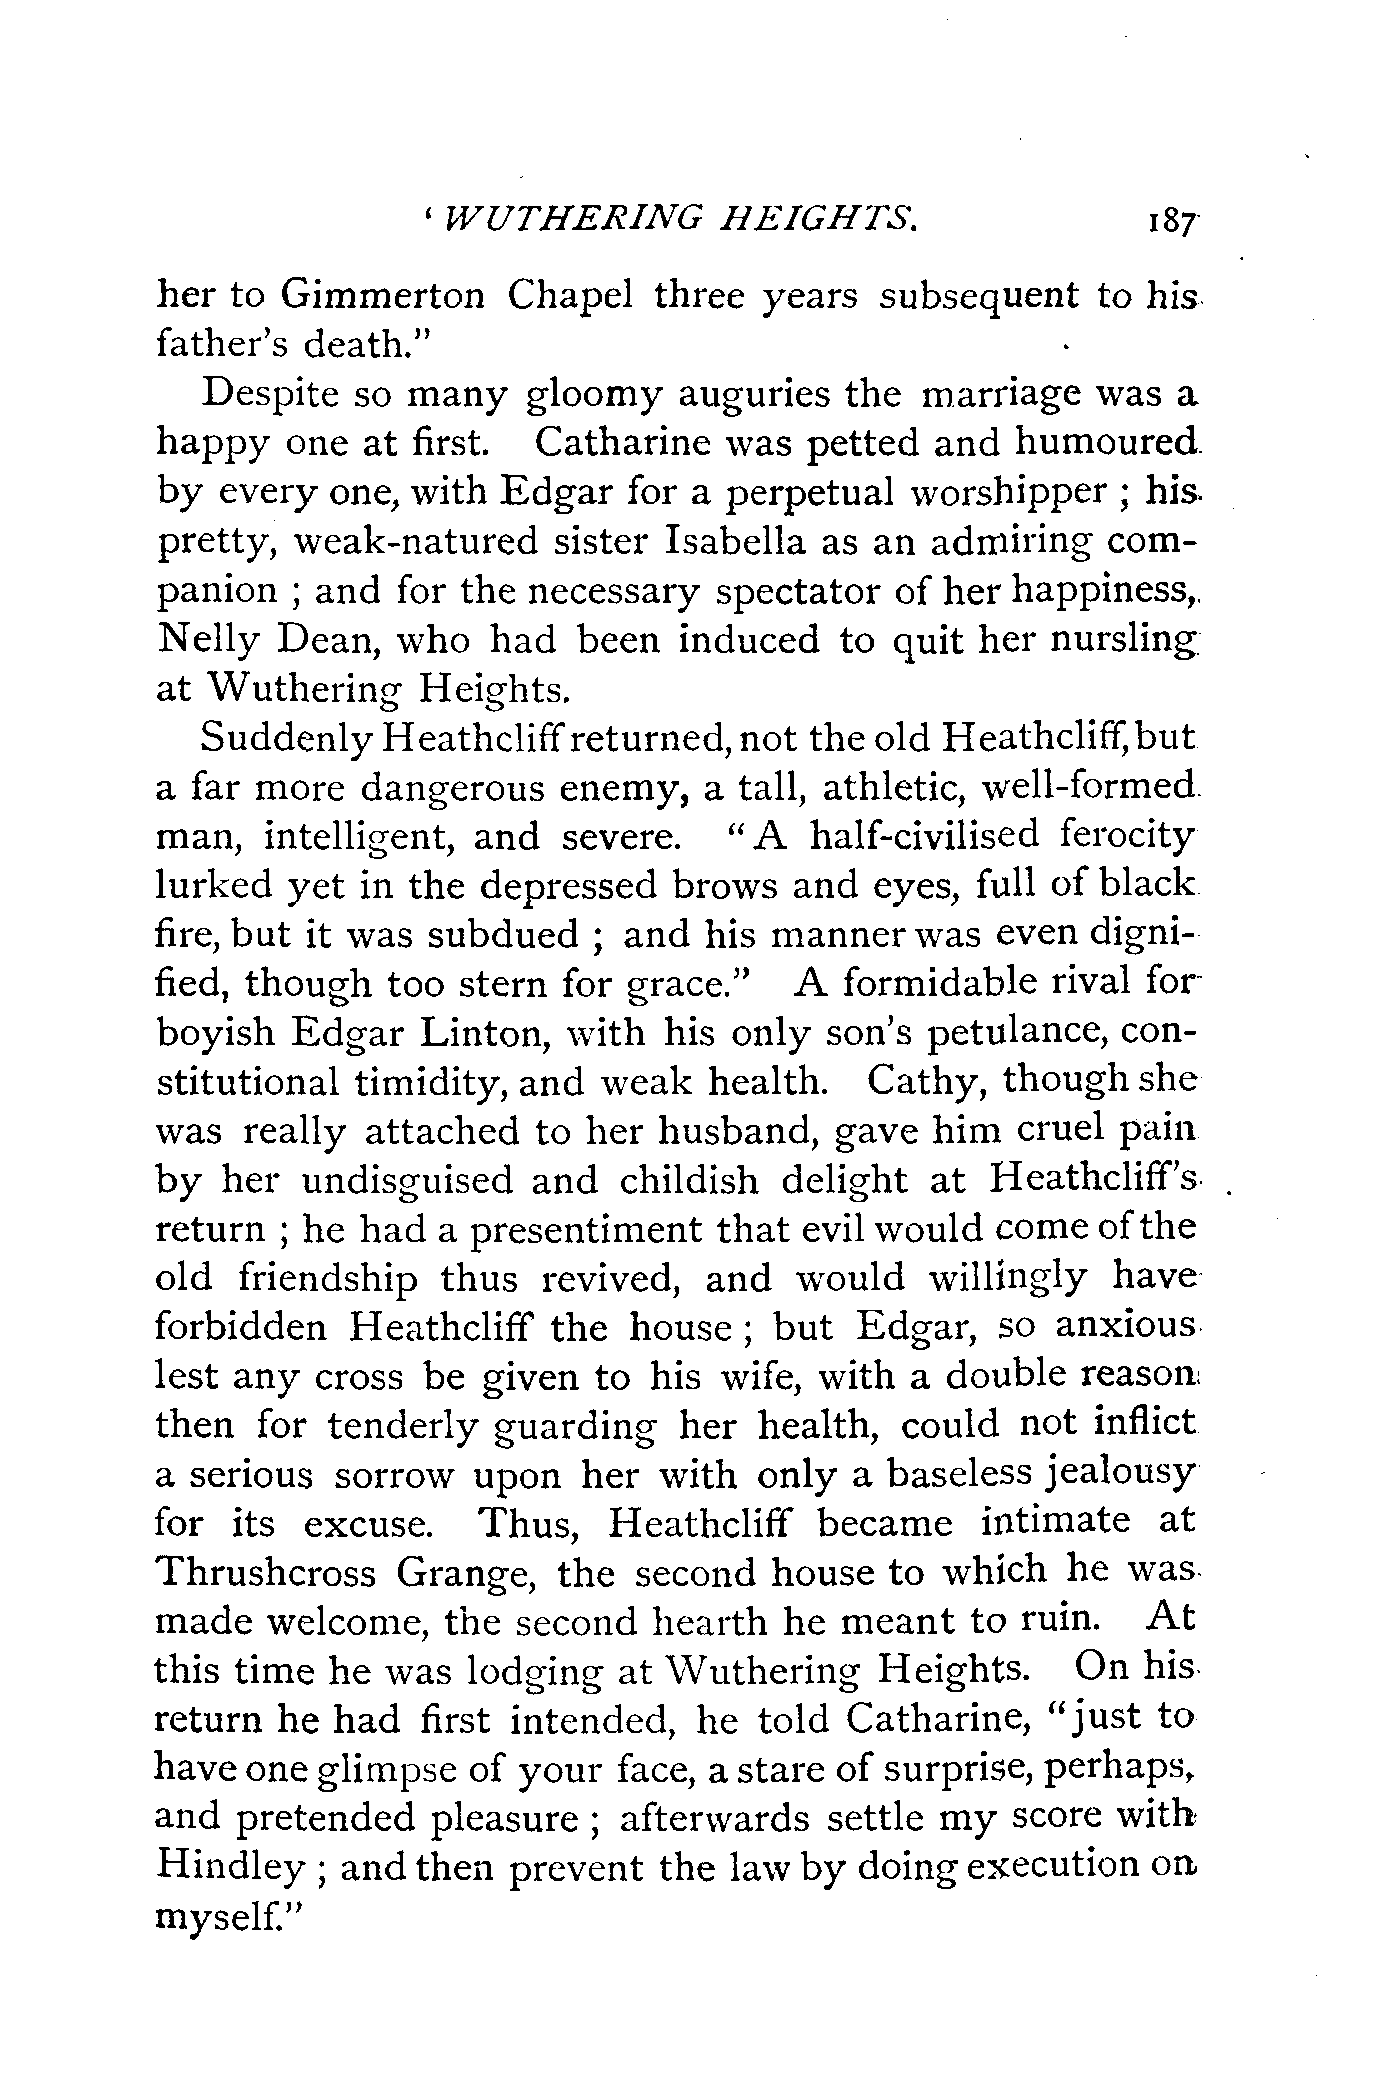 ' WUTHERING HEIGHTS. 187
her to Gimmerton Chapel three years subsequent to his
father's death."
Despite so many gloomy auguries the marriage was a
happy one at first. Catharine was petted and humoured
by every one, with Edgar for a perpetual worshipper ; his
pretty, weak-natured sister Isabella as an admiring com-
panion ; and for the necessary spectator of her happiness,
Nelly Dean, who had been induced to quit her nursling
at Wuthering Heights.
Suddenly Heathcliff returned, not the old Heathcliff, but
a far more dangerous enemy, a tall, athletic, well-formed
man, intelligent, and severe. " A half-civilised ferocity
lurked yet in the depressed brows and eyes, full of black
fire, but it was subdued ; and his manner was even digni-
fied, though too stern for grace." A formidable rival for
boyish Edgar Linton, with his only son's petulance, con-
stitutional timidity, and weak health. Cathy, though she
was really attached to her husband, gave him cruel pain
by her undisguised and childish delight at Heathcliff's
return ; he had a presentiment that evil would come of the
old friendship thus revived, and would willingly have
forbidden Heathcliff the house ; but Edgar, so anxious
lest any cross be given to his wife, with a double reason
then for tenderly guarding her health, could not inflict
a serious sorrow upon her with only a baseless jealousy
for its excuse. Thus, Heathcliff became intimate at
Thrushcross Grange, the second house to which he was
made welcome, the second hearth he meant to ruin. At
this time he was lodging at Wuthering Heights. On his
return he had first intended, he told Catharine, "just to
have one glimpse of your face, a stare of surprise, perhaps,
and pretended pleasure ; afterwards settle my score with
Hindley ; and then prevent the law by doing execution on
myself."